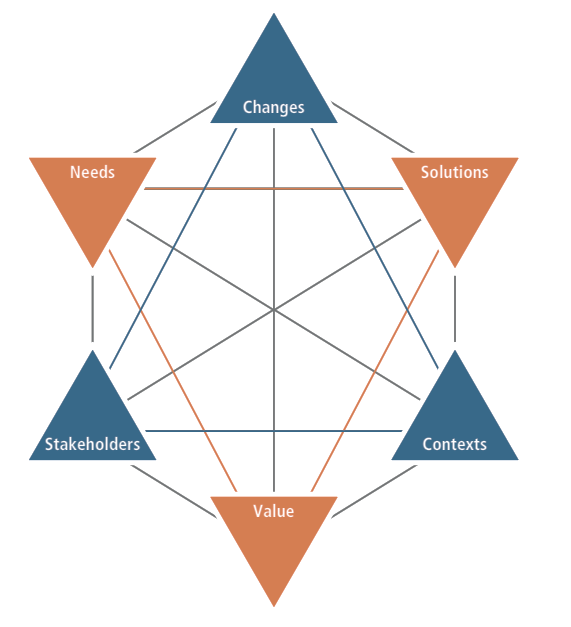 Changes
Needs
Solutions
Stakeholders
Contexts
Value